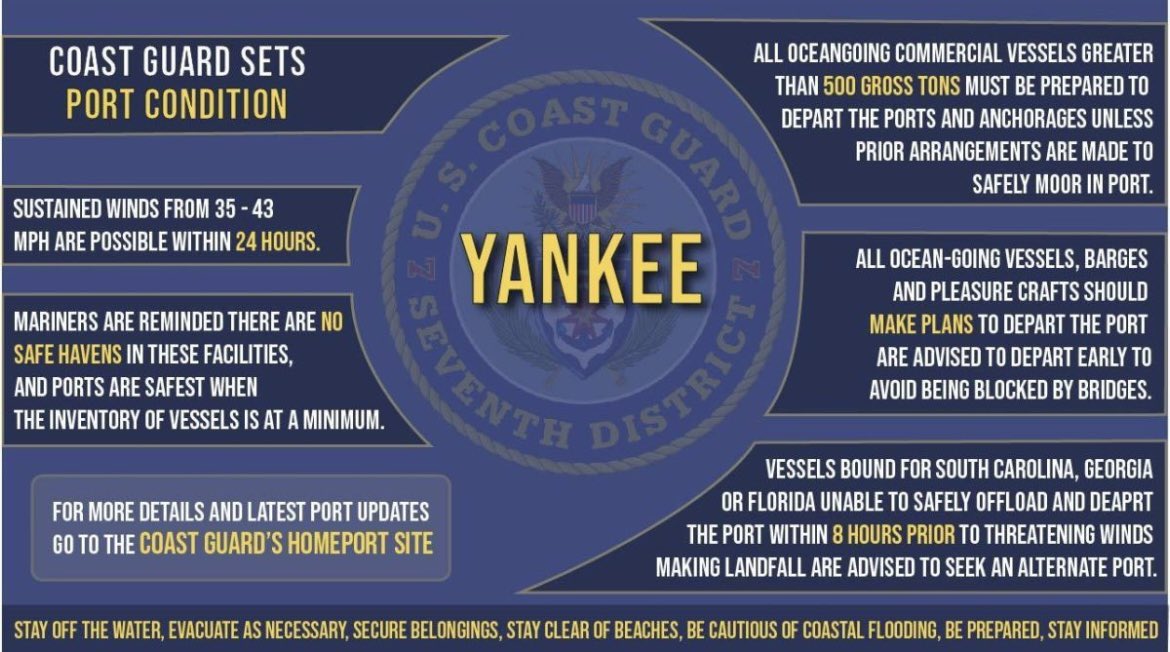 COAST GUARD SETS
PORT CONDITION
SUSTAINED WINDS FROM 35 - 43
MPH ARE POSSIBLE WITHIN 24 HOURS.
MARINERS ARE REMINDED THERE ARE NO
SAFE HAVENS IN THESE FACILITIES,
AND PORTS ARE SAFEST WHEN
THE INVENTORY OF VESSELS IS AT A MINIMUM.
FOR MORE DETAILS AND LATEST PORT UPDATES
GO TO THE COAST GUARD'S HOMEPORT SITE
U. S. COAST GUARD
YANKEE
SEVENTH DISTRICT
ALL OCEANGOING COMMERCIAL VESSELS GREATER
THAN 500 GROSS TONS MUST BE PREPARED TO
DEPART THE PORTS AND ANCHORAGES UNLESS
PRIOR ARRANGEMENTS ARE MADE TO
SAFELY MOOR IN PORT.
ALL OCEAN-GOING VESSELS, BARGES
AND PLEASURE CRAFTS SHOULD
MAKE PLANS TO DEPART THE PORT
ARE ADVISED TO DEPART EARLY TO
AVOID BEING BLOCKED BY BRIDGES.
VESSELS BOUND FOR SOUTH CAROLINA, GEORGIA
OR FLORIDA UNABLE TO SAFELY OFFLOAD AND DEAPRT
THE PORT WITHIN 8 HOURS PRIOR TO THREATENING WINDS
MAKING LANDFALL ARE ADVISED TO SEEK AN ALTERNATE PORT.
STAY OFF THE WATER, EVACUATE AS NECESSARY, SECURE BELONGINGS, STAY CLEAR OF BEACHES, BE CAUTIOUS OF COASTAL FLOODING, BE PREPARED, STAY INFORMED